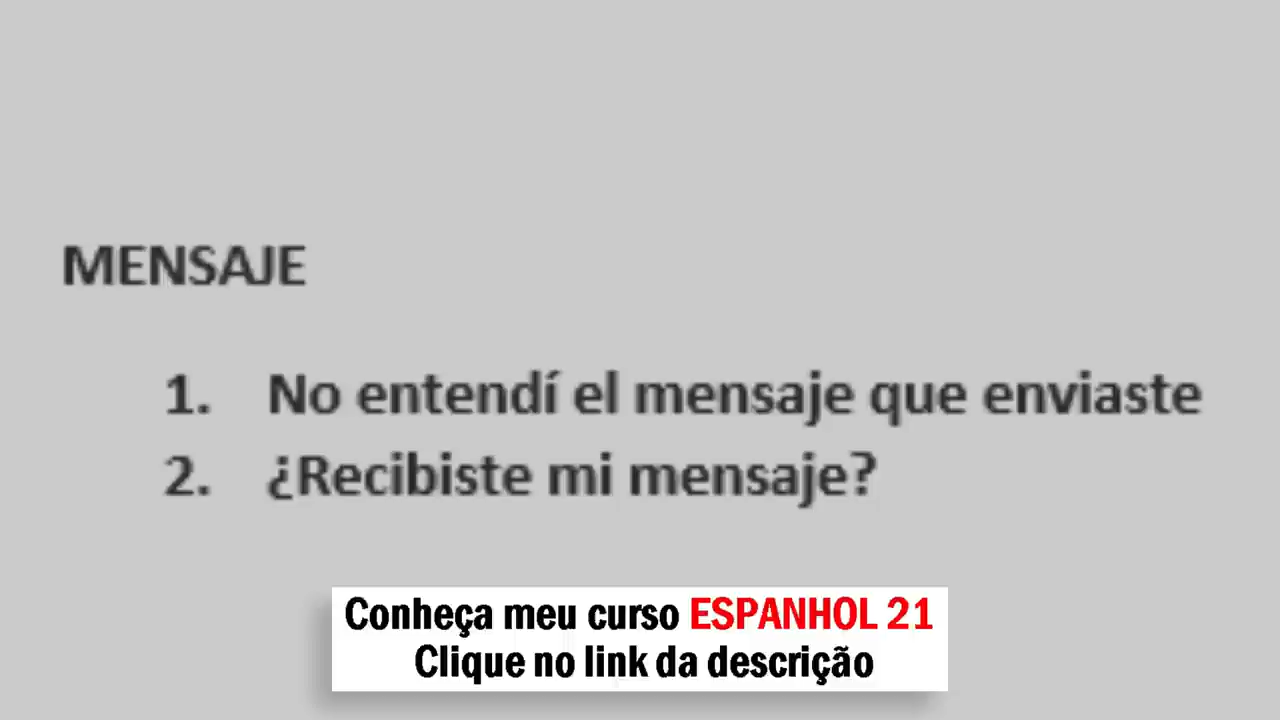 MENSAJE
1. No entendí el mensaje que enviaste
2. ¿Recibiste mi mensaje?
Conheça meu curso ESPANHOL 21
Clique no link da descrição